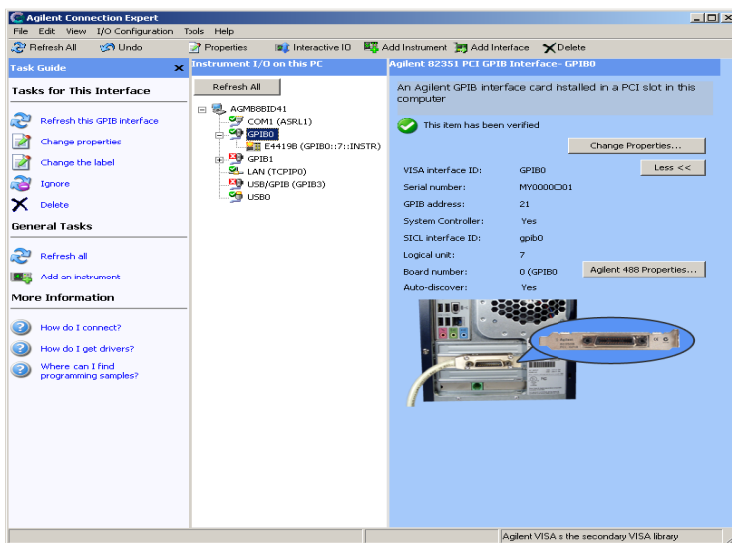 Agilent Connection Expert
File Edit View I/O Configuration Tools Help
Refresh All Undo Properties Interactive IO Add Instrument Add Interface Delete
Task Guide
Tasks for This Interface
Refresh this GPIB interface
Change properties
Change the label
Ignore
Delete
General Tasks
Refresh all
Add an instrument
More Information
How do I connect?
How do I get drivers?
Where can I find
programming samples?
Instrument I/O on this PC
Refresh All
AGMBBBID41
COM1 (ASRL1)
GPIB0
E4419B (GPIB0::7::INSTR)
GPIB1
LAN (TCPIP0)
USB/GPIB (GPIB3)
USB0
Agilent 82351 PCI GPIB Interface- GPIB0
An Agilent GPIB interface card nstalled in a PCI slot in this
computer
This item has been verified
Change Properties...
Less <<
VISA interface ID: GPIB0
Serial number:
GPIB address: 21
System Controller: Yes
SICL interface ID: gpib0
Logical unit: 7
Board number: 0 (GPIB0
Agilent 488 Properties...
Auto-discover: Yes
Agilent
Agilent VISA s the secondary VISA library